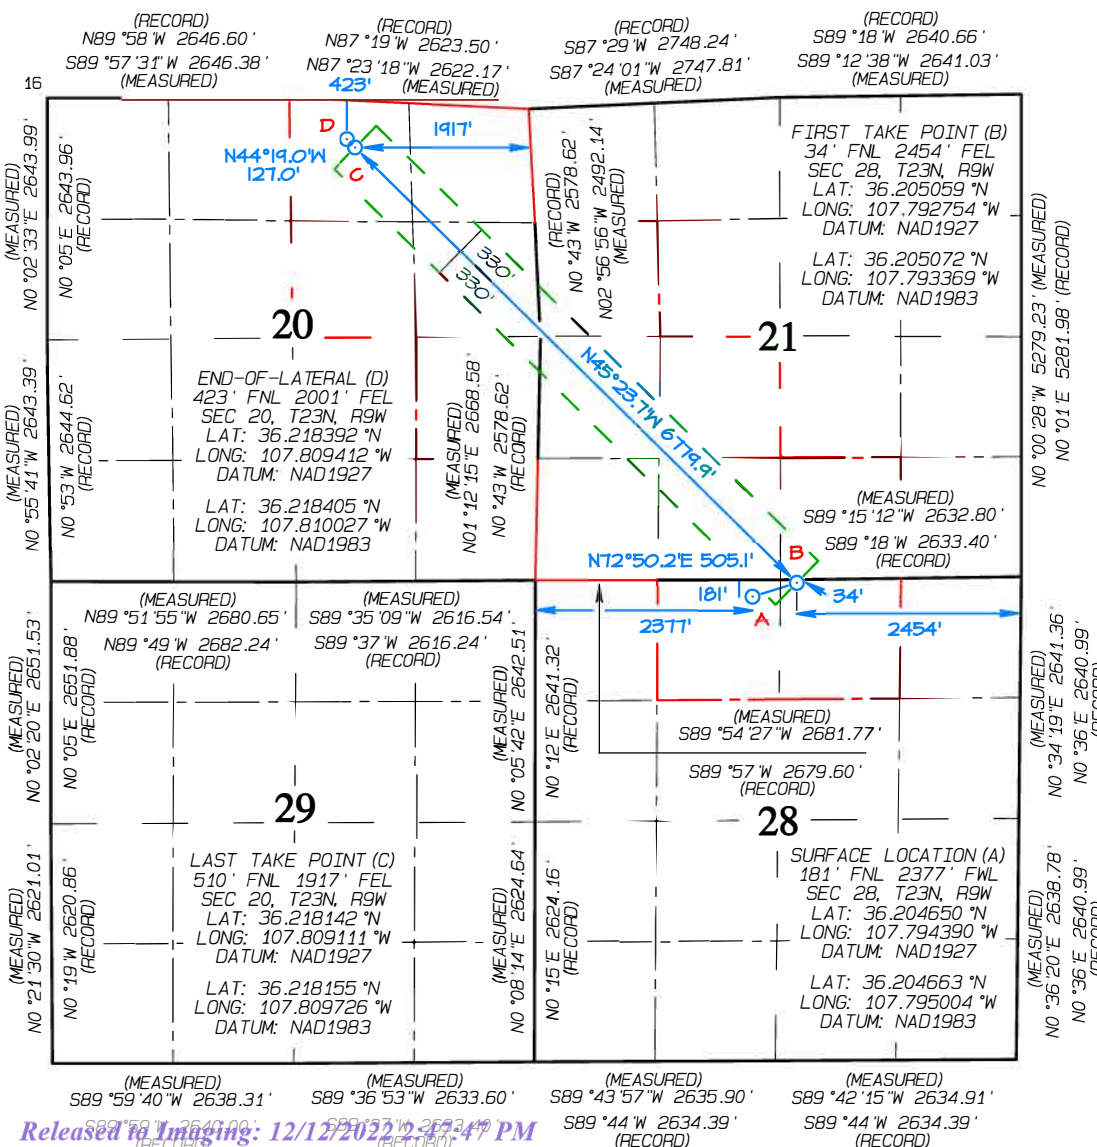 (RECORD)
N89°58'W 2646.60'
S89°57'31"W 2646.38'
(MEASURED)
(RECORD)
N87°19'W 2623.50'
N87°23'18"W 2622.17'
(MEASURED)
(RECORD)
S87°29'W 2748.24'
S87°24'01"W 2747.81'
(MEASURED)
(RECORD)
S89°18'W 2640.66'
S89°12'38"W 2641.03'
(MEASURED)
16
423'
D
1917'
N44°19.0'W
127.0'
C
(MEASURED)
N0°02'33"E 2643.99'
N0°05'E 2643.96'
(RECORD)
(RECORD)
N0°43'W 2578.62'
N02°56'56"W 2492.14'
(MEASURED)
FIRST TAKE POINT (B)
34' FNL 2454' FEL
SEC 28, T23N, R9W
LAT: 36.205059 °N
LONG: 107.792754 °W
DATUM: NAD1927
LAT: 36.205072 °N
LONG: 107.793369 °W
DATUM: NAD1983
N0°00'28"W 5279.23' (MEASURED)
N0°01'E 5281.98' (RECORD)
330'
330'
20
21
N45°23.7'W 6779.9'
END-OF-LATERAL (D)
423' FNL 2001' FEL
SEC 20, T23N, R9W
LAT: 36.218392 °N
LONG: 107.809412 °W
DATUM: NAD1927
LAT: 36.218405 °N
LONG: 107.810027 °W
DATUM: NAD1983
N0°55'41"W 2643.39'
(MEASURED)
N0°53'W 2644.62'
(RECORD)
(MEASURED)
N01°12'15"E 2668.58'
N0°43'W 2578.62'
(RECORD)
(MEASURED)
S89°15'12"W 2632.80'
S89°18'W 2633.40'
(RECORD)
N72°50.2'E 505.1'
B
181'
34'
A
2377'
2454'
(MEASURED)
N89°51'55"W 2680.65'
N89°49'W 2682.24'
(RECORD)
(MEASURED)
S89°35'09"W 2616.54'
S89°37'W 2616.24'
(RECORD)
(MEASURED)
N0°02'20"E 2651.53'
N0°05'E 2651.88'
(RECORD)
(MEASURED)
N0°05'42"E 2642.51'
N0°12'E 2641.32'
(RECORD)
(MEASURED)
S89°54'27"W 2681.77'
S89°57'W 2679.60'
(RECORD)
(MEASURED)
N0°34'19"E 2641.36'
N0°36'E 2640.99'
(RECORD)
29
28
LAST TAKE POINT (C)
510' FNL 1917' FEL
SEC 20, T23N, R9W
LAT: 36.218142 °N
LONG: 107.809111 °W
DATUM: NAD1927
LAT: 36.218155 °N
LONG: 107.809726 °W
DATUM: NAD1983
SURFACE LOCATION (A)
181' FNL 2377' FWL
SEC 28, T23N, R9W
LAT: 36.204650 °N
LONG: 107.794390 °W
DATUM: NAD1927
LAT: 36.204663 °N
LONG: 107.795004 °W
DATUM: NAD1983
(MEASURED)
N0°21'30"W 2621.01'
N0°19'W 2620.86'
(RECORD)
(MEASURED)
N0°08'14"E 2624.64'
N0°15'E 2624.16'
(RECORD)
(MEASURED)
N0°36'20"E 2638.78'
N0°36'E 2640.99'
(RECORD)
(MEASURED)
S89°59'40"W 2638.31'
(MEASURED)
S89°36'53"W 2633.60'
(MEASURED)
S89°43'57"W 2635.90'
S89°44'W 2634.39'
(RECORD)
(MEASURED)
S89°42'15"W 2634.91'
S89°44'W 2634.39'
(RECORD)
Released to Imaging: 12/12/2022 2:47:47 PM